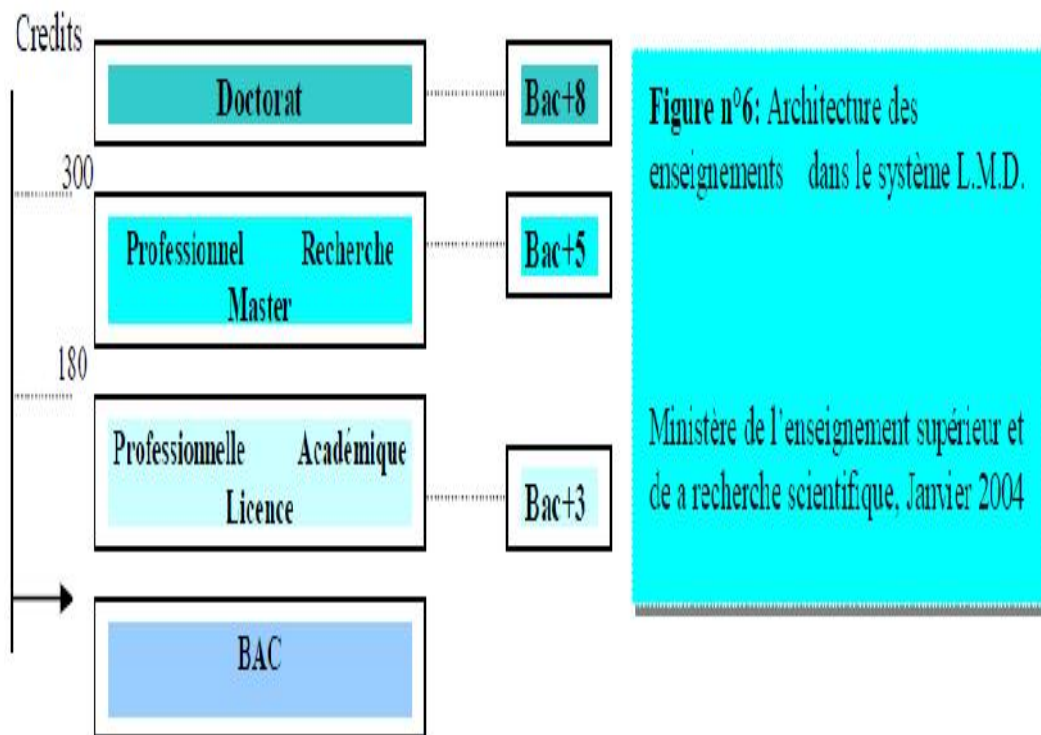 Credits
Doctorat
Bac+8
300
Professionnel Recherche
Master
Bac+5
180
Professionnelle Académique
Licence
Bac+3
BAC
Figure n°6: Architecture des
enseignements dans le système L.M.D.
Ministère de l'enseignement supérieur et
de a recherche scientifique, Janvier 2004